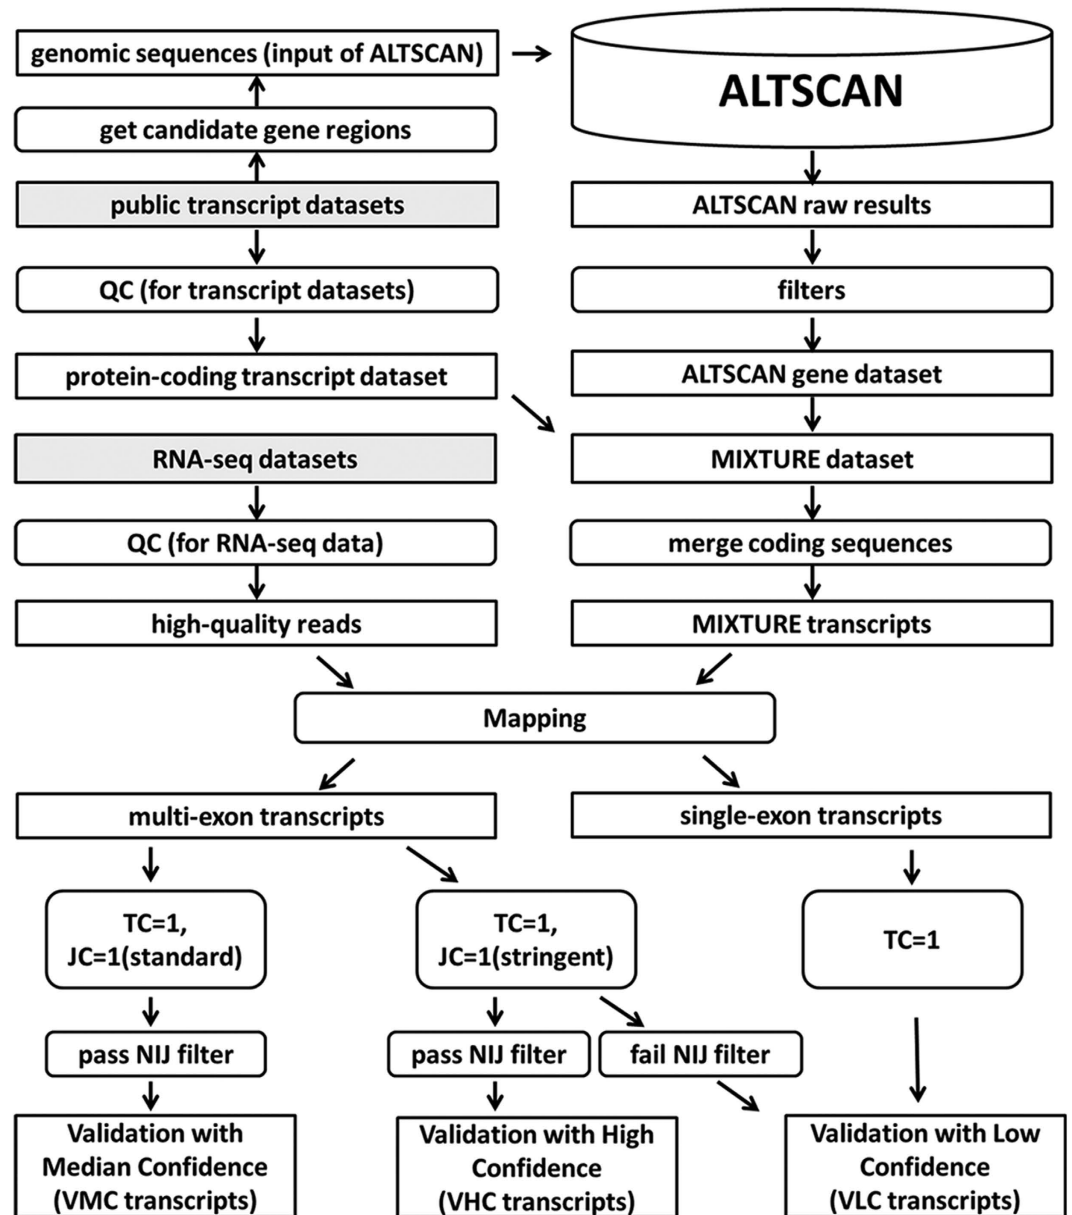 genomic sequences (input of ALTSCAN)
ALTSCAN
get candidate gene regions
public transcript datasets
ALTSCAN raw results
QC (for transcript datasets)
filters
protein-coding transcript dataset
ALTSCAN gene dataset
RNA-seq datasets
MIXTURE dataset
QC (for RNA-seq data)
merge coding sequences
high-quality reads
MIXTURE transcripts
Mapping
multi-exon transcripts
single-exon transcripts
TC=1,
JC=1(standard)
TC=1,
JC=1(stringent)
TC=1
pass NIJ filter
pass NIJ filter
fail NIJ filter
Validation with
Median Confidence
(VMC transcripts)
Validation with High
Confidence
(VHC transcripts)
Validation with Low
Confidence
(VLC transcripts)